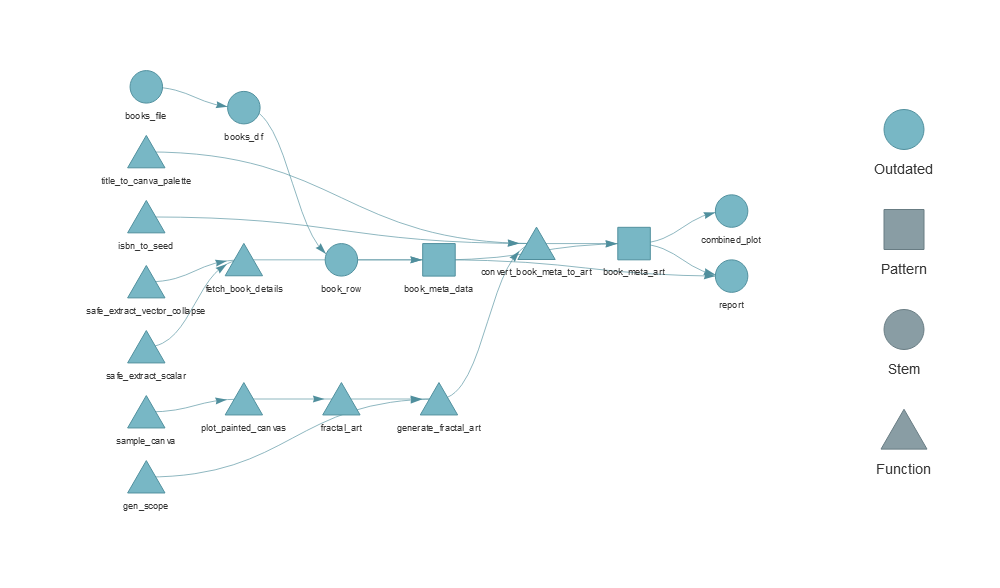 books_file
books_df
title_to_canva_palette
isbn_to_seed
fetch_book_details
book_row
book_meta_data
convert_book_meta_to_art
book_meta_art
combined_plot
report
safe_extract_vector_collapse
safe_extract_scalar
sample_canva
plot_painted_canvas
fractal_art
generate_fractal_art
gen_scope
Outdated
Pattern
Stem
Function